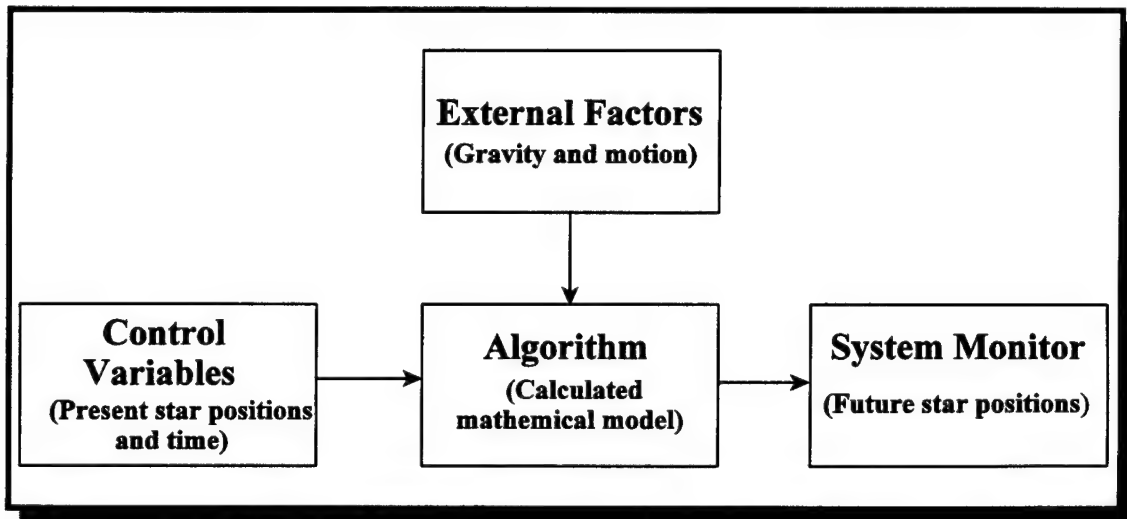 External Factors
(Gravity and motion)
Control
Variables
(Present star positions
and time)
Algorithm
(Calculated
mathemical model)
System Monitor
(Future star positions)